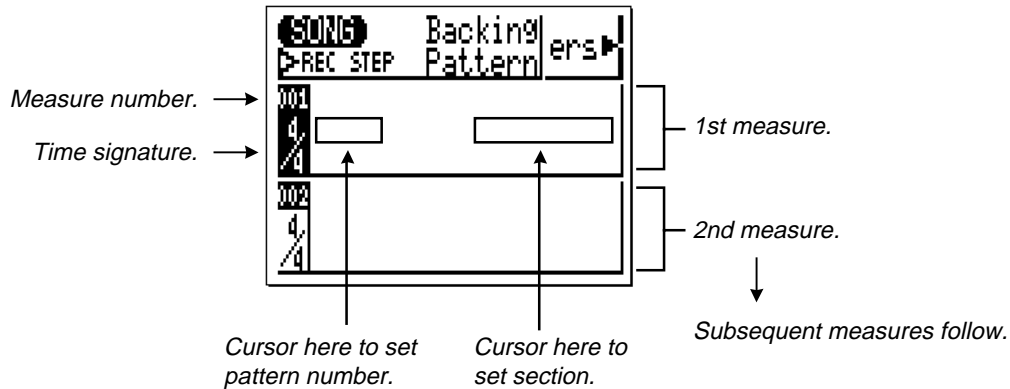 SONG
Backing
ers
▷REC STEP
Pattern
Measure number.
001
4/4
1st measure.
Time signature.
002
4/4
2nd measure.
Subsequent measures follow.
Cursor here to set
pattern number.
Cursor here to
set section.